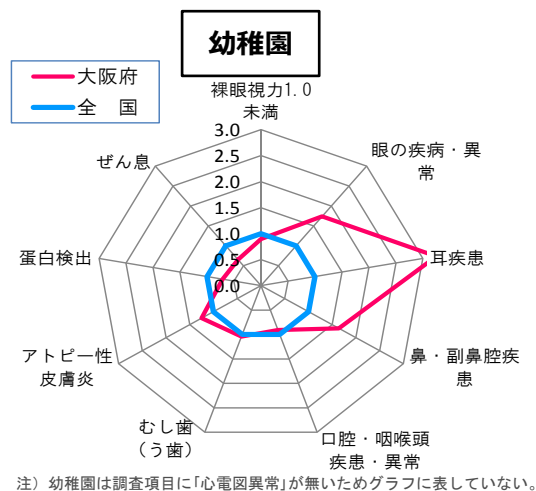 幼稚園
大阪府
全　国
裸眼視力1.0
未満
眼の疾病・異
常
耳疾患
鼻・副鼻腔疾
患
口腔・咽喉頭
疾患・異常
むし歯
（う歯）
アトピー性
皮膚炎
蛋白検出
ぜん息
3.0
2.5
2.0
1.5
1.0
0.5
0.0
注）幼稚園は調査項目に｢心電図異常｣が無いためグラフに表していない。